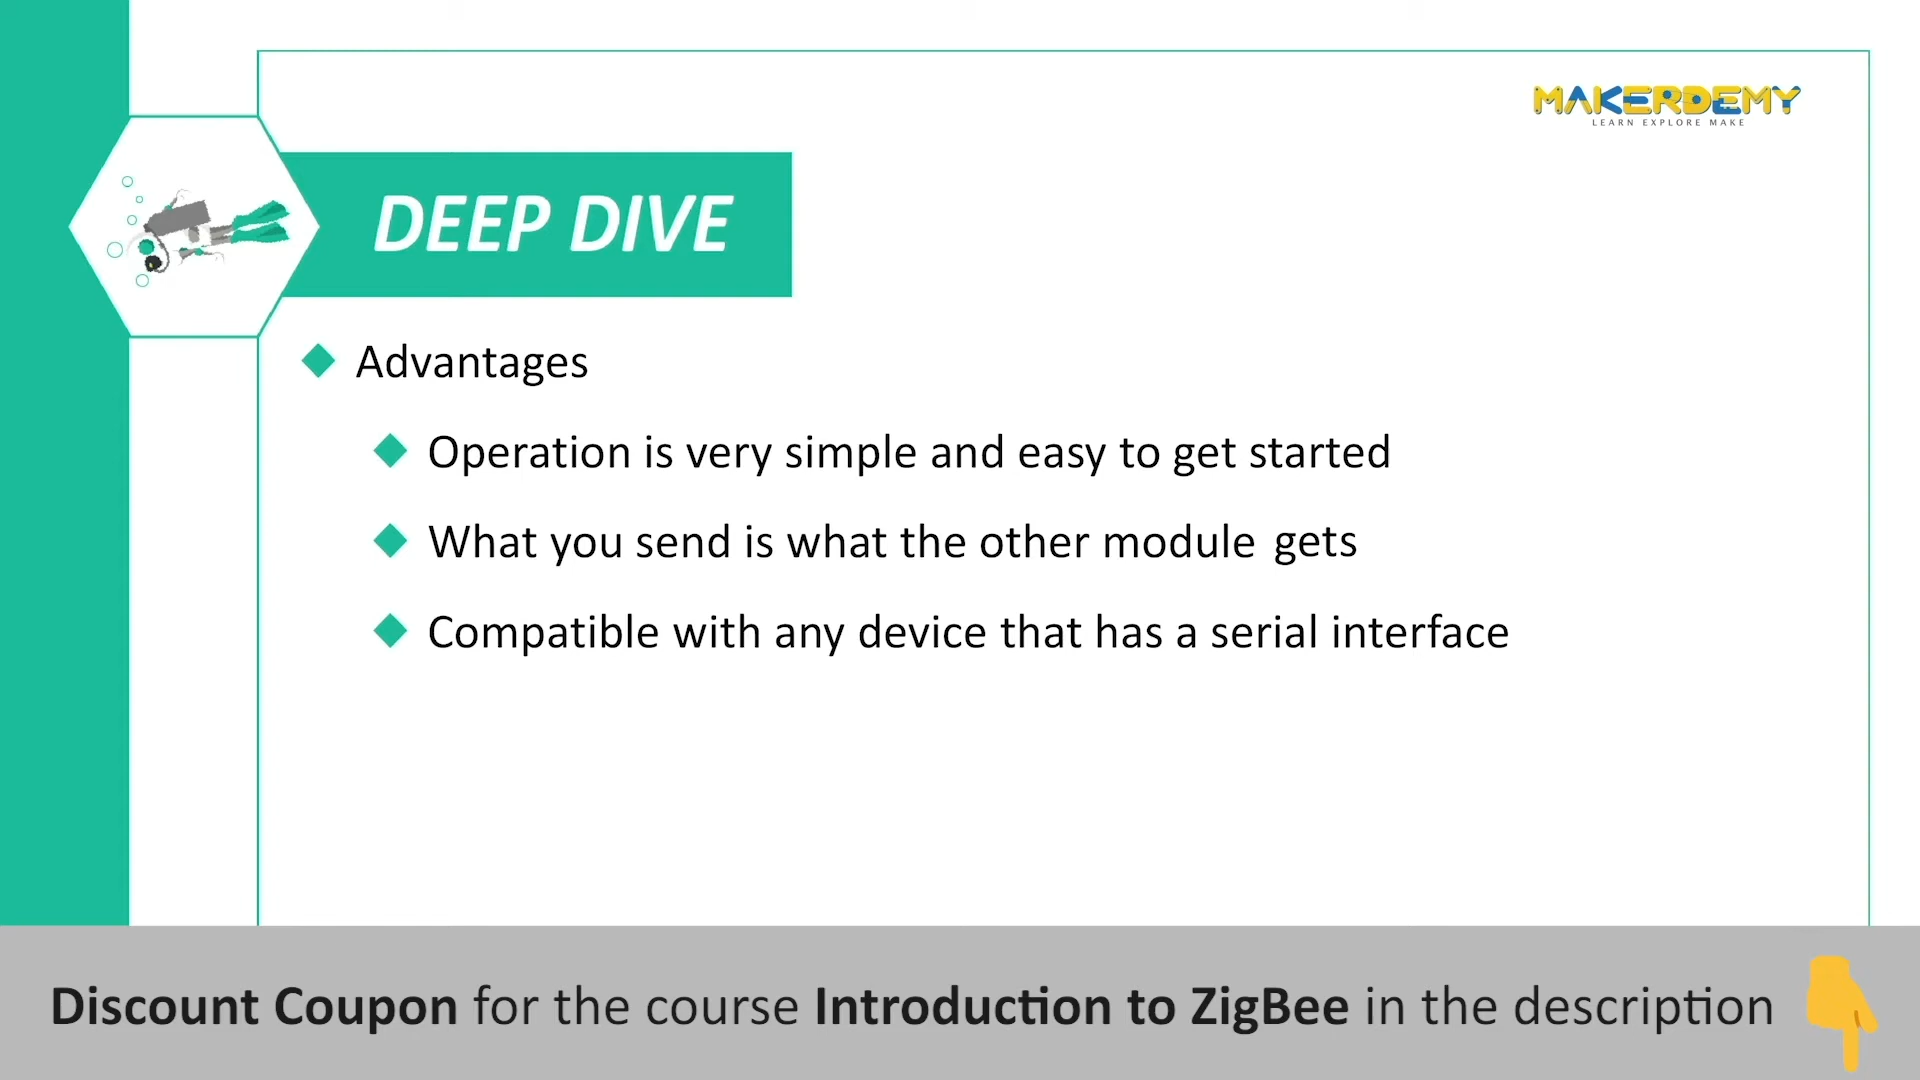 MAKERDEMY
LEARN EXPLORE MAKE
DEEP DIVE
Advantages
Operation is very simple and easy to get started
What you send is what the other module gets
Compatible with any device that has a serial interface
Discount Coupon for the course Introduction to ZigBee in the description